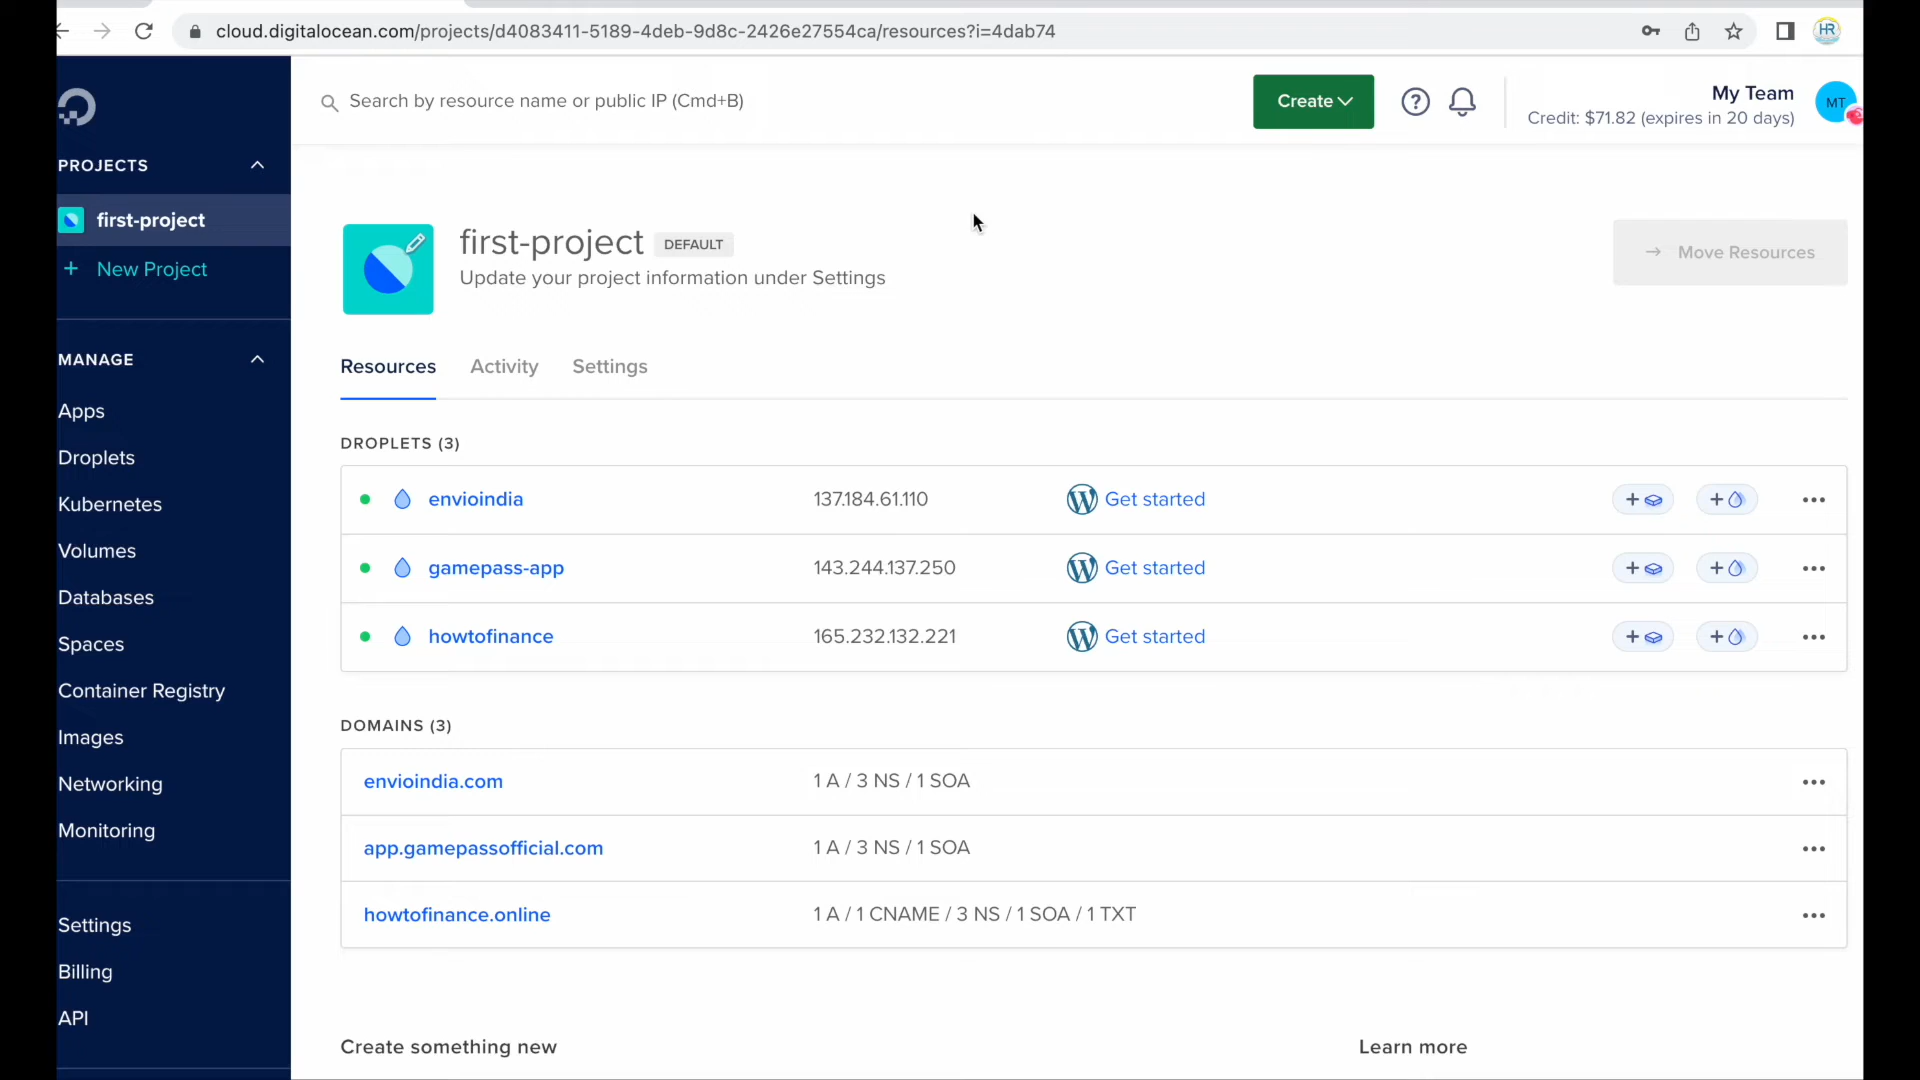 cloud.digitalocean.com/projects/d4083411-5189-4deb-9d8c-2426e27554ca/resources?i=4dab74
HR
Search by resource name or public IP (Cmd+B)
Create
?
My Team
Credit: $71.82 (expires in 20 days)
MT
PROJECTS
first-project
+ New Project
MANAGE
Apps
Droplets
Kubernetes
Volumes
Databases
Spaces
Container Registry
Images
Networking
Monitoring
Settings
Billing
API
first-project DEFAULT
Update your project information under Settings
→ Move Resources
Resources Activity Settings
DROPLETS (3)
envioindia 137.184.61.110 Get started + + •••
gamepass-app 143.244.137.250 Get started + + •••
howtofinance 165.232.132.221 Get started + + •••
DOMAINS (3)
envioindia.com 1 A / 3 NS / 1 SOA •••
app.gamepassofficial.com 1 A / 3 NS / 1 SOA •••
howtofinance.online 1 A / 1 CNAME / 3 NS / 1 SOA / 1 TXT •••
Create something new
Learn more